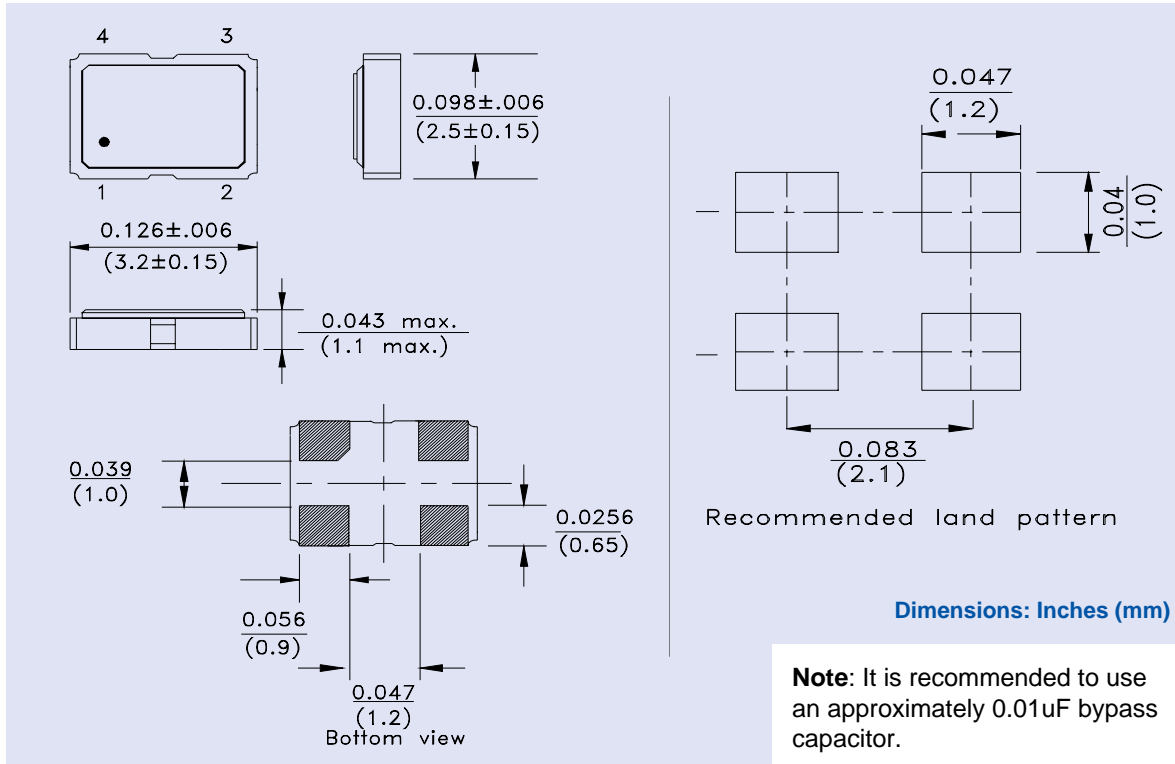 4 3
1 2
0.098±.006
(2.5±0.15)
0.126±.006
(3.2±0.15)
0.043 max.
(1.1 max.)
0.039
(1.0)
0.0256
(0.65)
0.056
(0.9)
0.047
(1.2)
Bottom view
0.047
(1.2)
0.04
(1.0)
0.083
(2.1)
Recommended land pattern
Dimensions: Inches (mm)
Note: It is recommended to use
an approximately 0.01uF bypass
capacitor.